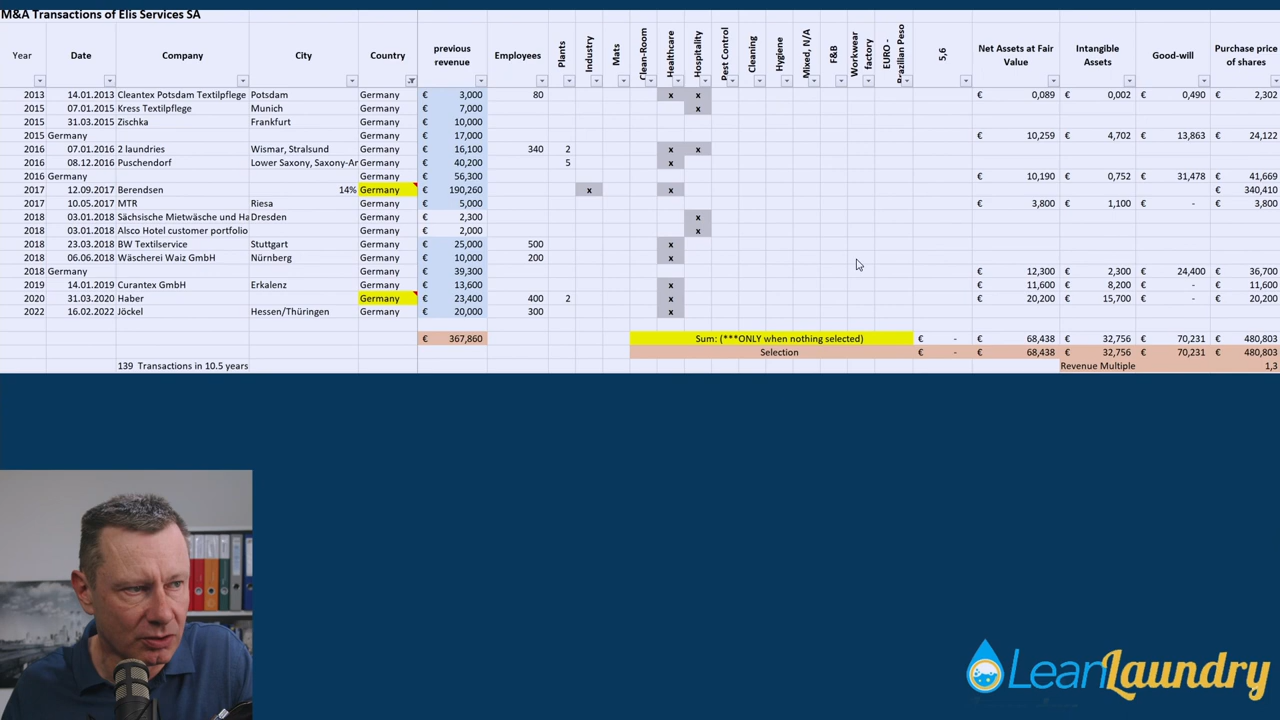 M&A Transactions of Elis Services SA
Year Date Company City Country previous revenue Employees Plants Industry Mats Clean-Room Healthcare Hospitality Pest Control Cleaning Hygiene Mixed, N/A F&B Workwear factory EURO - Brazilian Peso 5,6 Net Assets at Fair Value Intangible Assets Good-will Purchase price of shares
2013 14.01.2013 Cleantex Potsdam Textilpflege Potsdam Germany € 3,000 80 x x € 0,089 € 0,002 € 0,490 € 2,302
2015 07.01.2015 Kress Textilpflege Munich Germany € 7,000 x
2015 31.03.2015 Zischka Frankfurt Germany € 10,000
2015 Germany Germany € 17,000 € 10,259 € 4,702 € 13,863 € 24,122
2016 07.01.2016 2 laundries Wismar, Stralsund Germany € 16,100 340 2 x x
2016 08.12.2016 Puschendorf Lower Saxony, Saxony-An Germany € 40,200 5 x
2016 Germany Germany € 56,300 € 10,190 € 0,752 € 31,478 € 41,669
2017 12.09.2017 Berendsen 14% Germany € 190,260 x x € 340,410
2017 10.05.2017 MTR Riesa Germany € 5,000 € 3,800 € 1,100 € - € 3,800
2018 03.01.2018 Sächsische Mietwäsche und Ha Dresden Germany € 2,300 x
2018 03.01.2018 Alsco Hotel customer portfolio Germany € 2,000 x
2018 23.03.2018 BW Textilservice Stuttgart Germany € 25,000 500 x
2018 06.06.2018 Wäscherei Waiz GmbH Nürnberg Germany € 10,000 200 x
2018 Germany Germany € 39,300 € 12,300 € 2,300 € 24,400 € 36,700
2019 14.01.2019 Curantex GmbH Erkalenz Germany € 13,600 x € 11,600 € 8,200 € - € 11,600
2020 31.03.2020 Haber Germany € 23,400 400 2 x € 20,200 € 15,700 € - € 20,200
2022 16.02.2022 Jöckel Hessen/Thüringen Germany € 20,000 300 x
€ 367,860 Sum: (***ONLY when nothing selected) € - € 68,438 € 32,756 € 70,231 € 480,803
Selection € - € 68,438 € 32,756 € 70,231 € 480,803
139 Transactions in 10.5 years Revenue Multiple 1,3
LeanLaundry